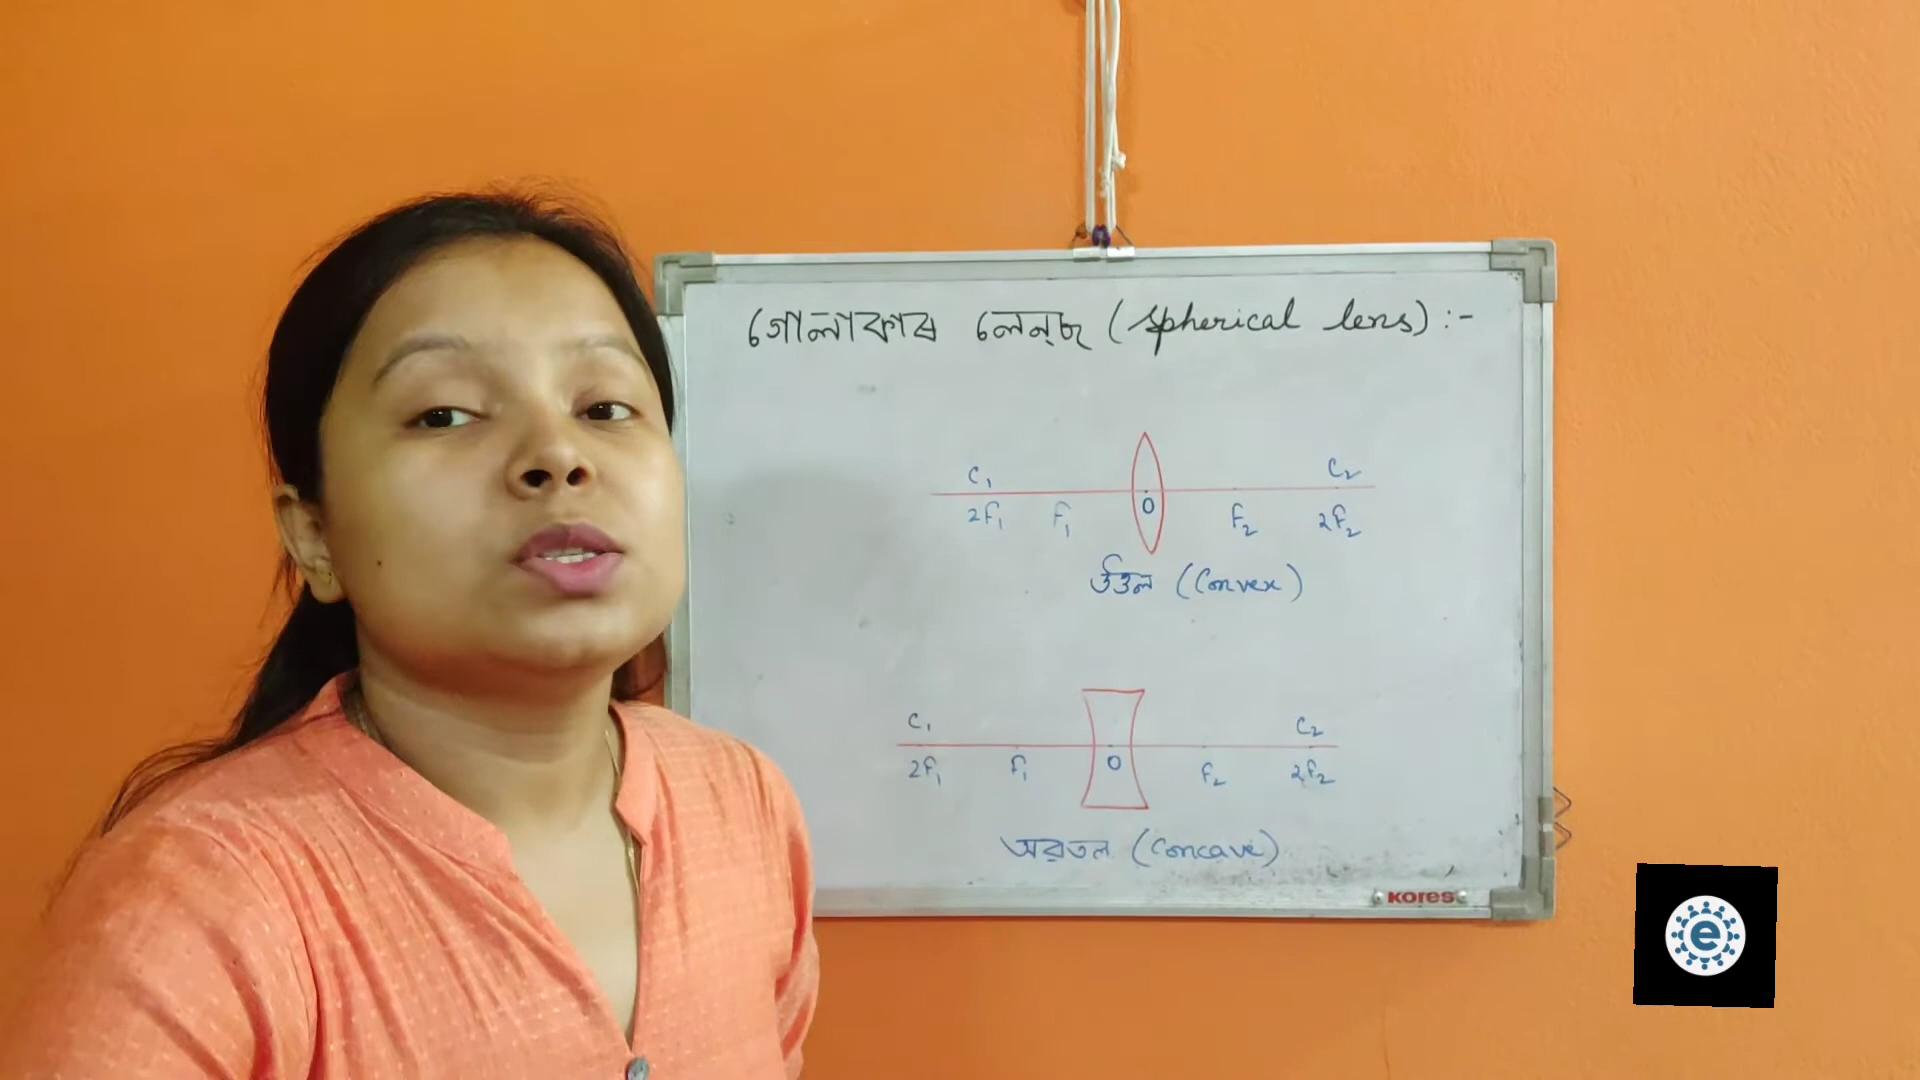 গোলাকাৰ লেন্‌জ্ (Spherical lens) :-
C₁ C₂
2F₁ F₁ O F₂ 2F₂
উত্তল (Convex)
C₁ C₂
2F₁ F₁ O F₂ 2F₂
অৱতল (Concave)
KORES
e